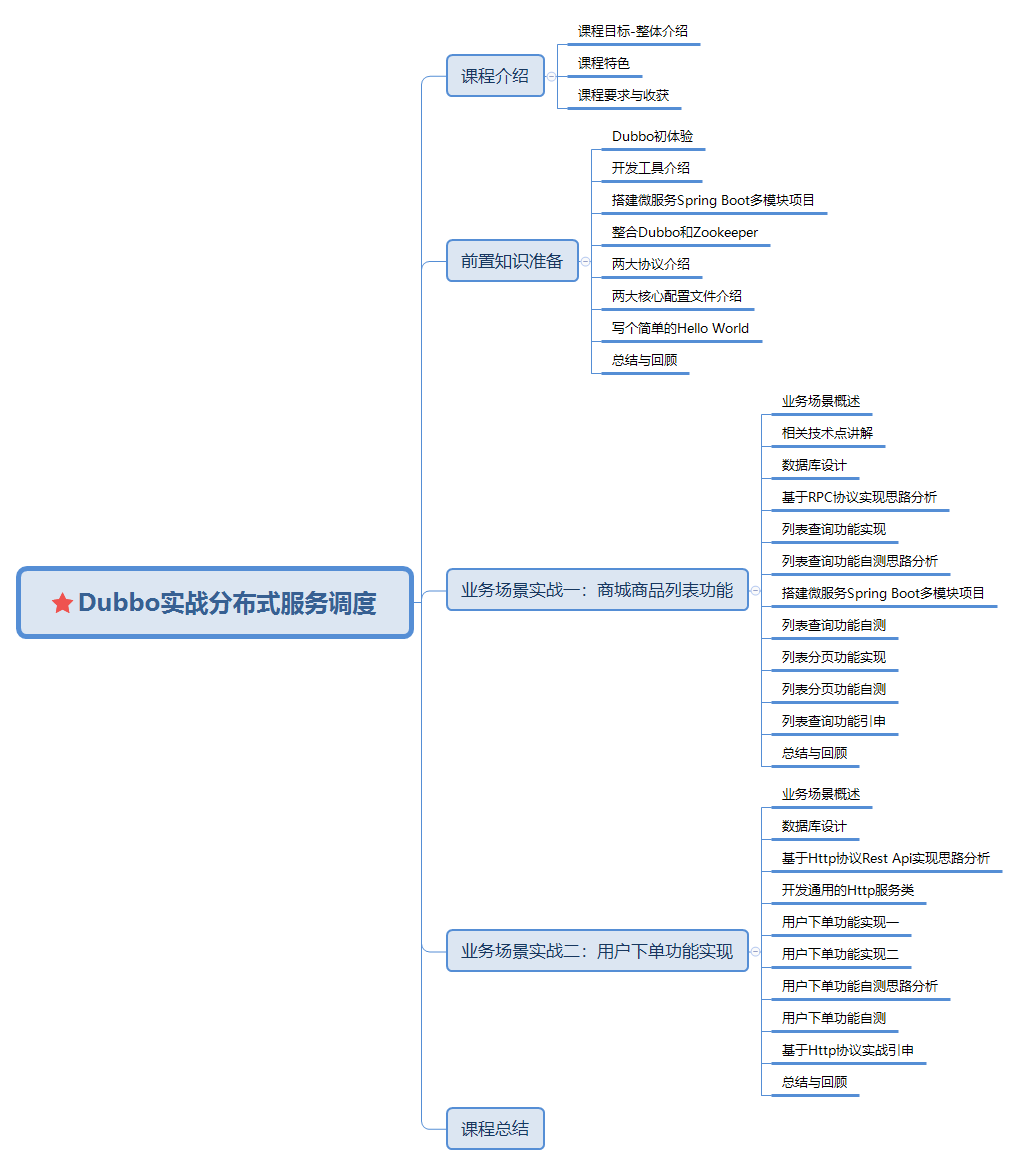 Dubbo实战分布式服务调度
课程介绍
课程目标-整体介绍
课程特色
课程要求与收获
前置知识准备
Dubbo初体验
开发工具介绍
搭建微服务Spring Boot多模块项目
整合Dubbo和Zookeeper
两大协议介绍
两大核心配置文件介绍
写个简单的Hello World
总结与回顾
业务场景实战一：商城商品列表功能
业务场景概述
相关技术点讲解
数据库设计
基于RPC协议实现思路分析
列表查询功能实现
列表查询功能自测思路分析
搭建微服务Spring Boot多模块项目
列表查询功能自测
列表分页功能实现
列表分页功能自测
列表查询功能引申
总结与回顾
业务场景实战二：用户下单功能实现
业务场景概述
数据库设计
基于Http协议Rest Api实现思路分析
开发通用的Http服务类
用户下单功能实现一
用户下单功能实现二
用户下单功能自测思路分析
用户下单功能自测
基于Http协议实战引申
总结与回顾
课程总结